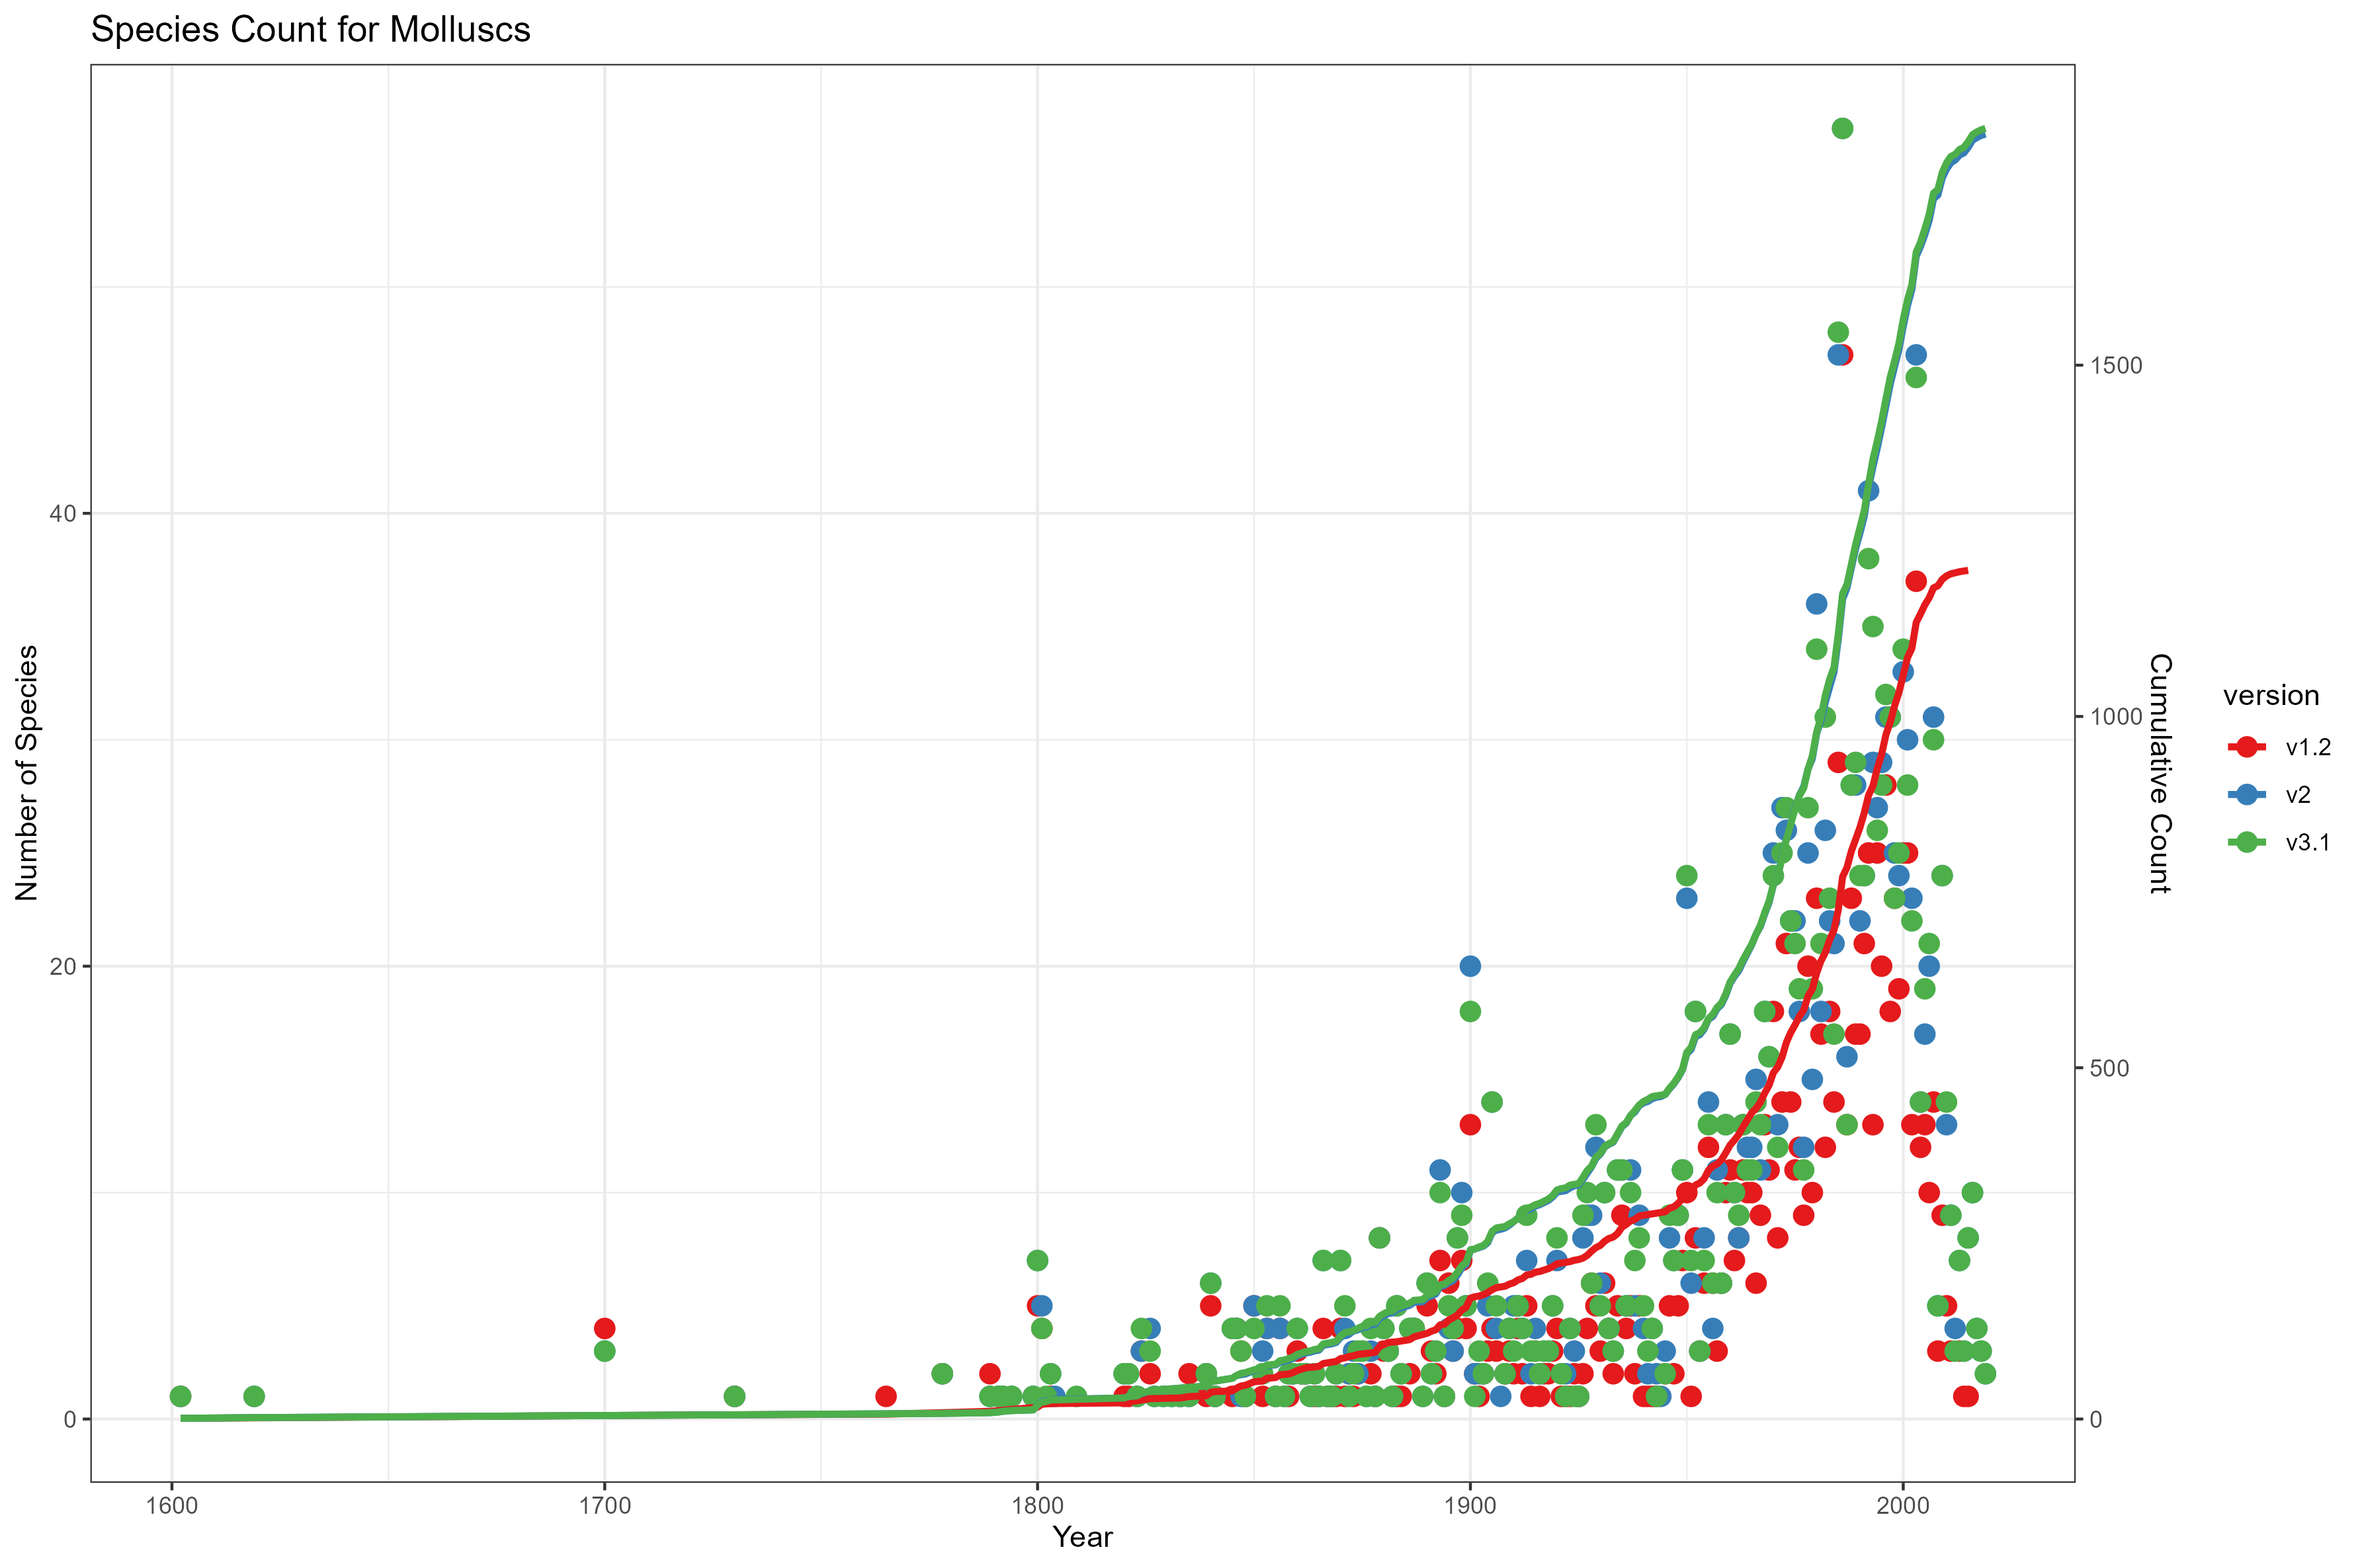 Species Count for Molluscs
Number of Species
40
20
0
1600
1700
1800
1900
2000
Year
1500
1000
500
0
Cumulative Count
version
v1.2
v2
v3.1